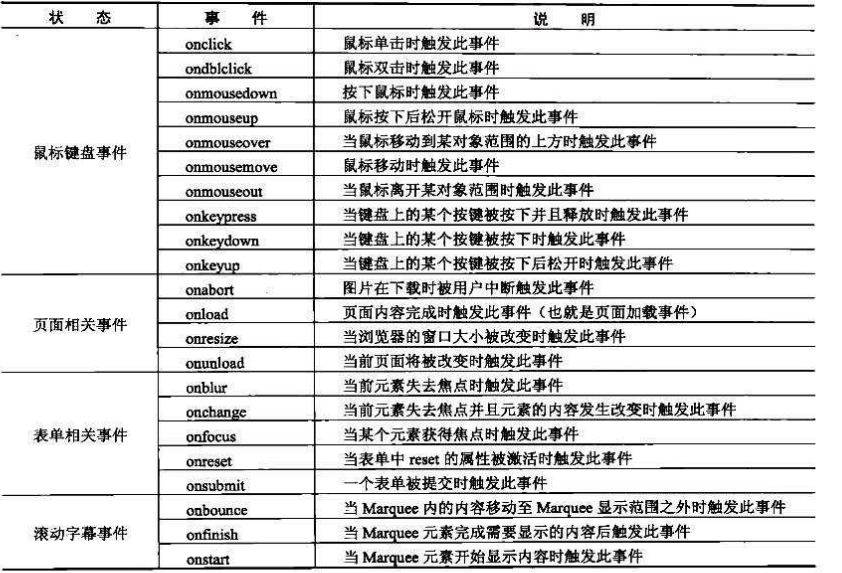 状 态 事 件 说 明
onclick 鼠标单击时触发此事件
ondblclick 鼠标双击时触发此事件
onmousedown 按下鼠标时触发此事件
onmouseup 鼠标按下后松开鼠标时触发此事件
onmouseover 当鼠标移动到某对象范围的上方时触发此事件
鼠标键盘事件
onmousemove 鼠标移动时触发此事件
onmouseout 当鼠标离开某对象范围时触发此事件
onkeypress 当键盘上的某个按键被按下并且释放时触发此事件
onkeydown 当键盘上的某个按键被按下时触发此事件
onkeyup 当键盘上的某个按键被按下后松开时触发此事件
onabort 图片在下载时被用户中断触发此事件
onload 页面内容完成时触发此事件（也就是页面加载事件）
页面相关事件
onresize 当浏览器的窗口大小被改变时触发此事件
onunload 当前页面将被改变时触发此事件
onblur 当前元素失去焦点时触发此事件
onchange 当前元素失去焦点并且元素的内容发生改变时触发此事件
表单相关事件 onfocus 当某个元素获得焦点时触发此事件
onreset 当表单中 reset 的属性被激活时触发此事件
onsubmit 一个表单被提交时触发此事件
onbounce 当 Marquee 内的内容移动至 Marquee 显示范围之外时触发此事件
滚动字幕事件 onfinish 当 Marquee 元素完成需要显示的内容后触发此事件
onstart 当 Marquee 元素开始显示内容时触发此事件